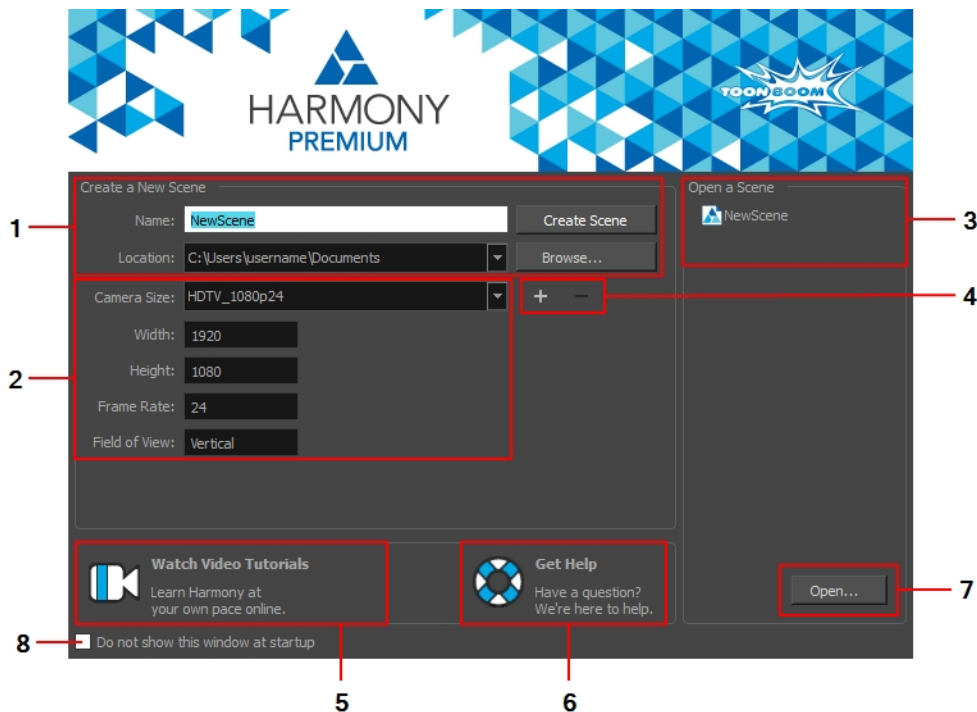 HARMONY
PREMIUM
TOON BOOM
Create a New Scene
Open a Scene
1
Name: NewScene Create Scene
NewScene
3
Location: C:\Users\username\Documents Browse...
Camera Size: HDTV_1080p24 + −
4
Width: 1920
2
Height: 1080
Frame Rate: 24
Field of View: Vertical
Watch Video Tutorials
Learn Harmony at
your own pace online.
Get Help
Have a question?
We're here to help.
Open...
7
8
Do not show this window at startup
5
6